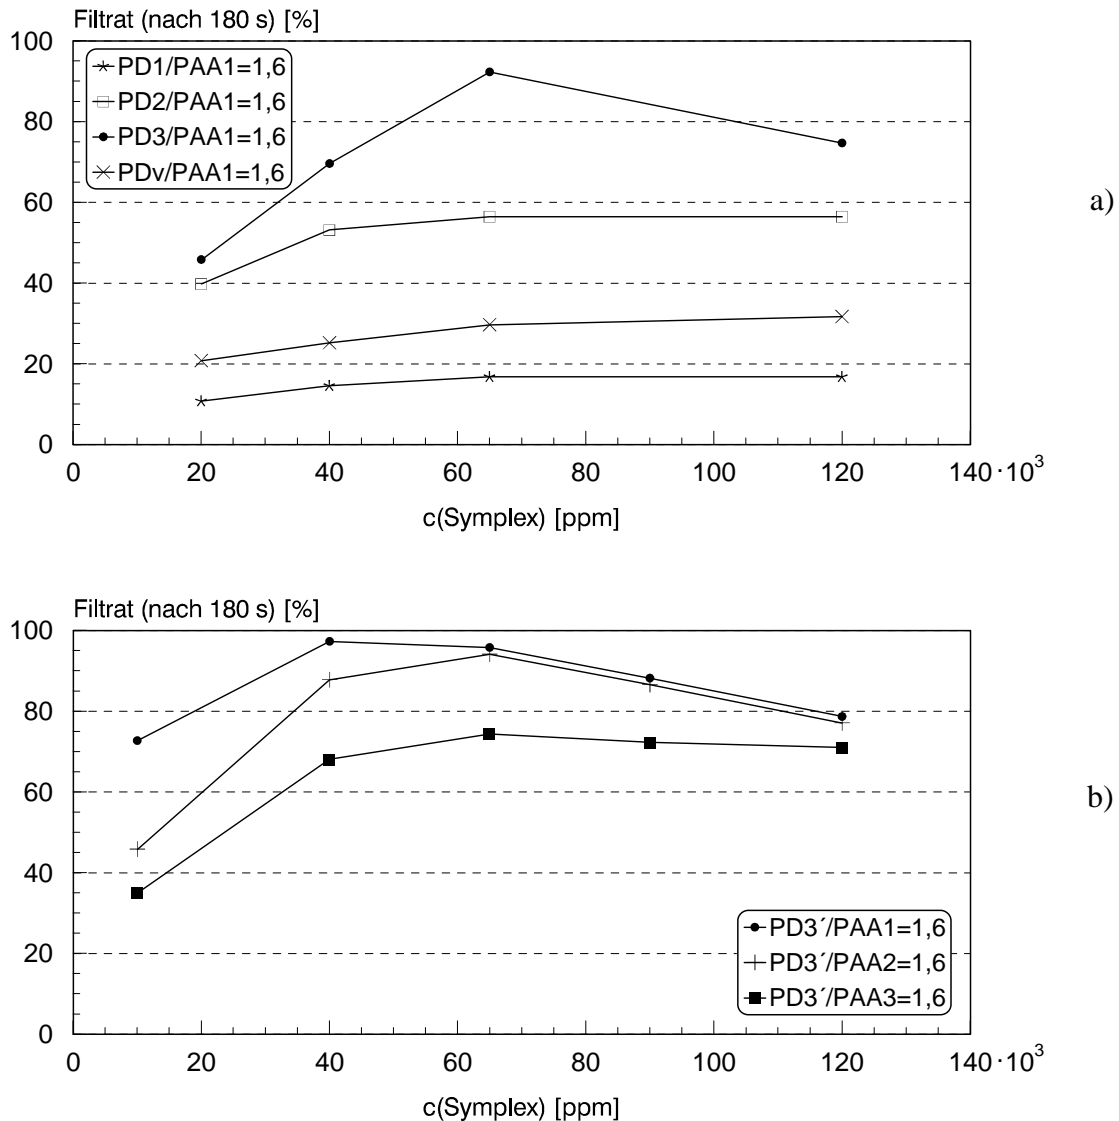 Filtrat (nach 180 s) [%]
100
80
60
40
20
0
PD1/PAA1=1,6
PD2/PAA1=1,6
PD3/PAA1=1,6
PDv/PAA1=1,6
a)
0 20 40 60 80 100 120 140·10³
c(Symplex) [ppm]
Filtrat (nach 180 s) [%]
100
80
60
40
20
0
b)
PD3´/PAA1=1,6
PD3´/PAA2=1,6
PD3´/PAA3=1,6
0 20 40 60 80 100 120 140·10³
c(Symplex) [ppm]